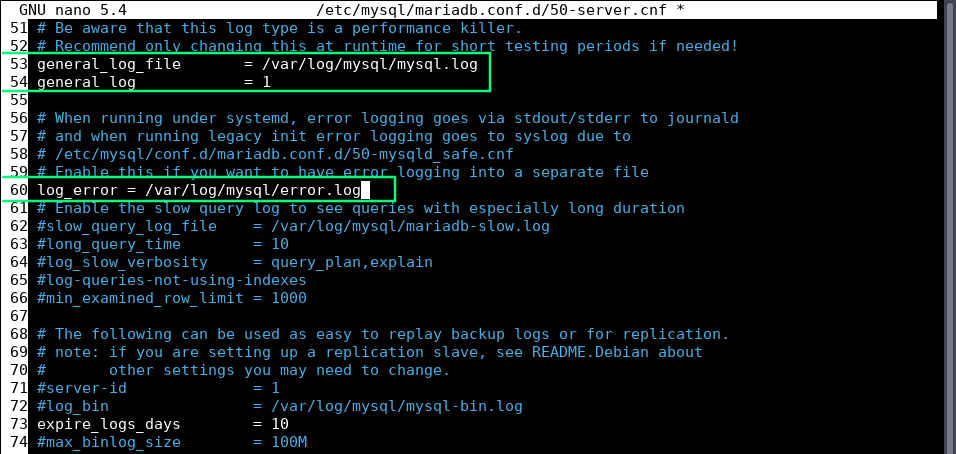 GNU nano 5.4 /etc/mysql/mariadb.conf.d/50-server.cnf *
51 # Be aware that this log type is a performance killer.
52 # Recommend only changing this at runtime for short testing periods if needed!
53 general_log_file       = /var/log/mysql/mysql.log
54 general_log            = 1
55
56 # When running under systemd, error logging goes via stdout/stderr to journald
57 # and when running legacy init error logging goes to syslog due to
58 # /etc/mysql/conf.d/mariadb.conf.d/50-mysqld_safe.cnf
59 # Enable this if you want to have error logging into a separate file
60 log_error = /var/log/mysql/error.log
61 # Enable the slow query log to see queries with especially long duration
62 #slow_query_log_file    = /var/log/mysql/mariadb-slow.log
63 #long_query_time        = 10
64 #log_slow_verbosity     = query_plan,explain
65 #log-queries-not-using-indexes
66 #min_examined_row_limit = 1000
67
68 # The following can be used as easy to replay backup logs or for replication.
69 # note: if you are setting up a replication slave, see README.Debian about
70 #       other settings you may need to change.
71 #server-id              = 1
72 #log_bin                = /var/log/mysql/mysql-bin.log
73 expire_logs_days        = 10
74 #max_binlog_size        = 100M